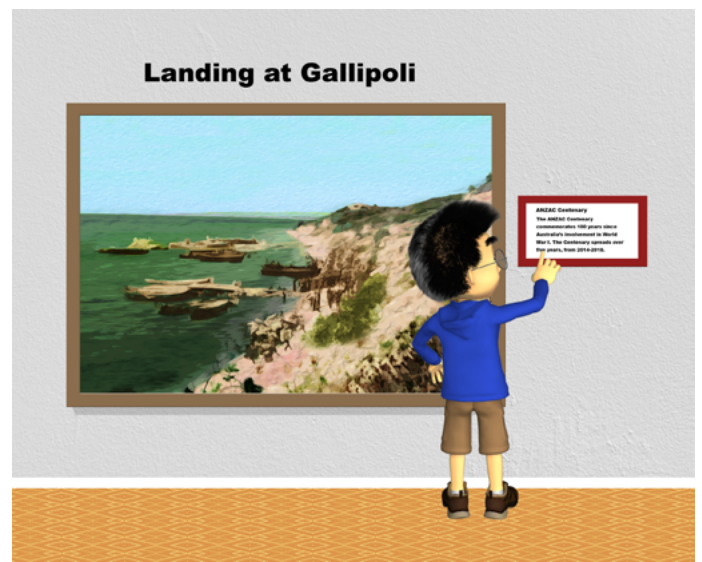 Landing at Gallipoli
ANZAC Centenary
The ANZAC Centenary
commemorates 100 years since
Australia's involvement in World
War I. The Centenary spreads over
five years, from 2014-2018.